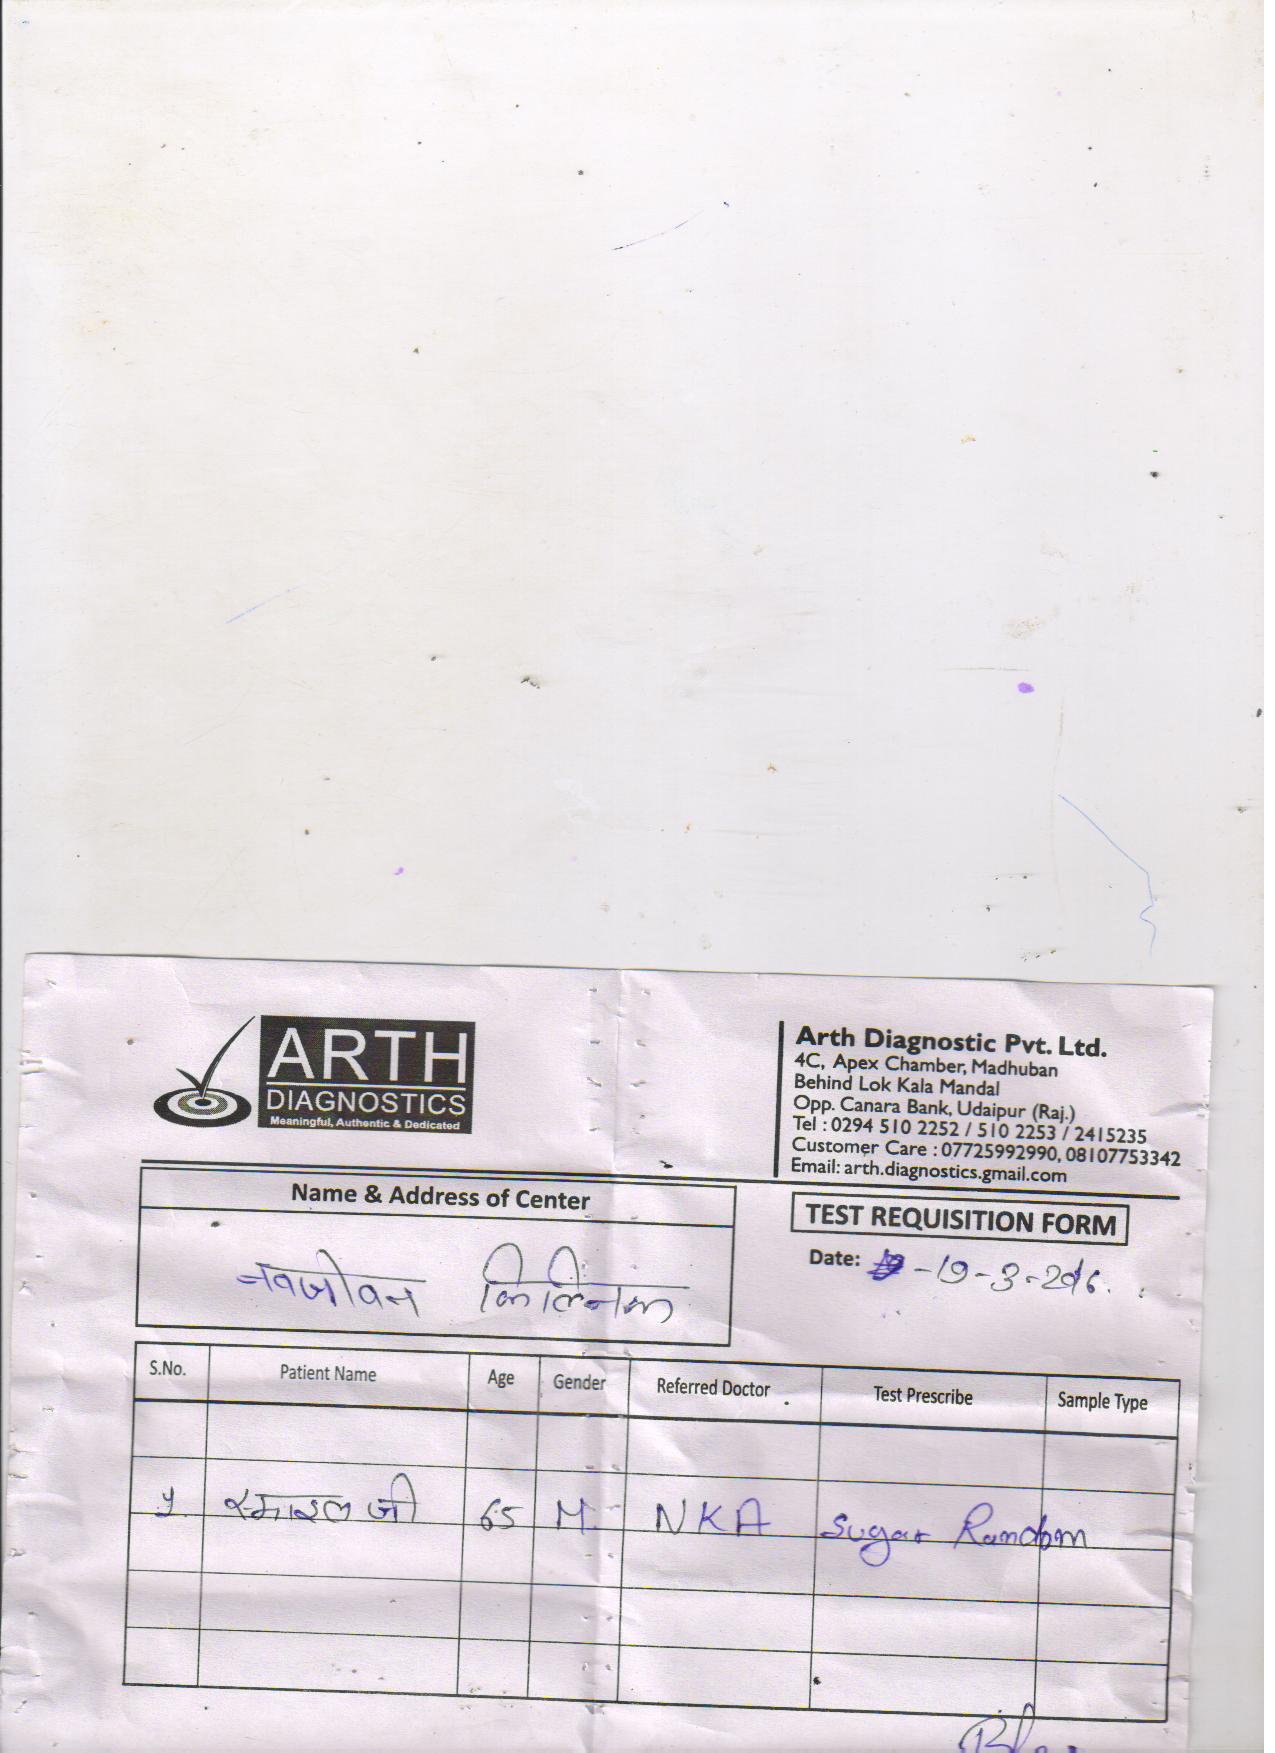 ARTH
DIAGNOSTICS
Meaningful, Authentic & Dedicated
Arth Diagnostic Pvt. Ltd.
4C, Apex Chamber, Madhuban
Behind Lok Kala Mandal
Opp. Canara Bank, Udaipur (Raj.)
Tel : 0294 510 2252 / 510 2253 / 2415235
Customer Care : 07725992990, 08107753342
Email: arth.diagnostics.gmail.com
Name & Address of Center
नवजीवन
TEST REQUISITION FORM
Date: -19-3-2016.
S.No. Patient Name Age Gender Referred Doctor Test Prescribe Sample Type
जी 65 M. NKA Sugar Random